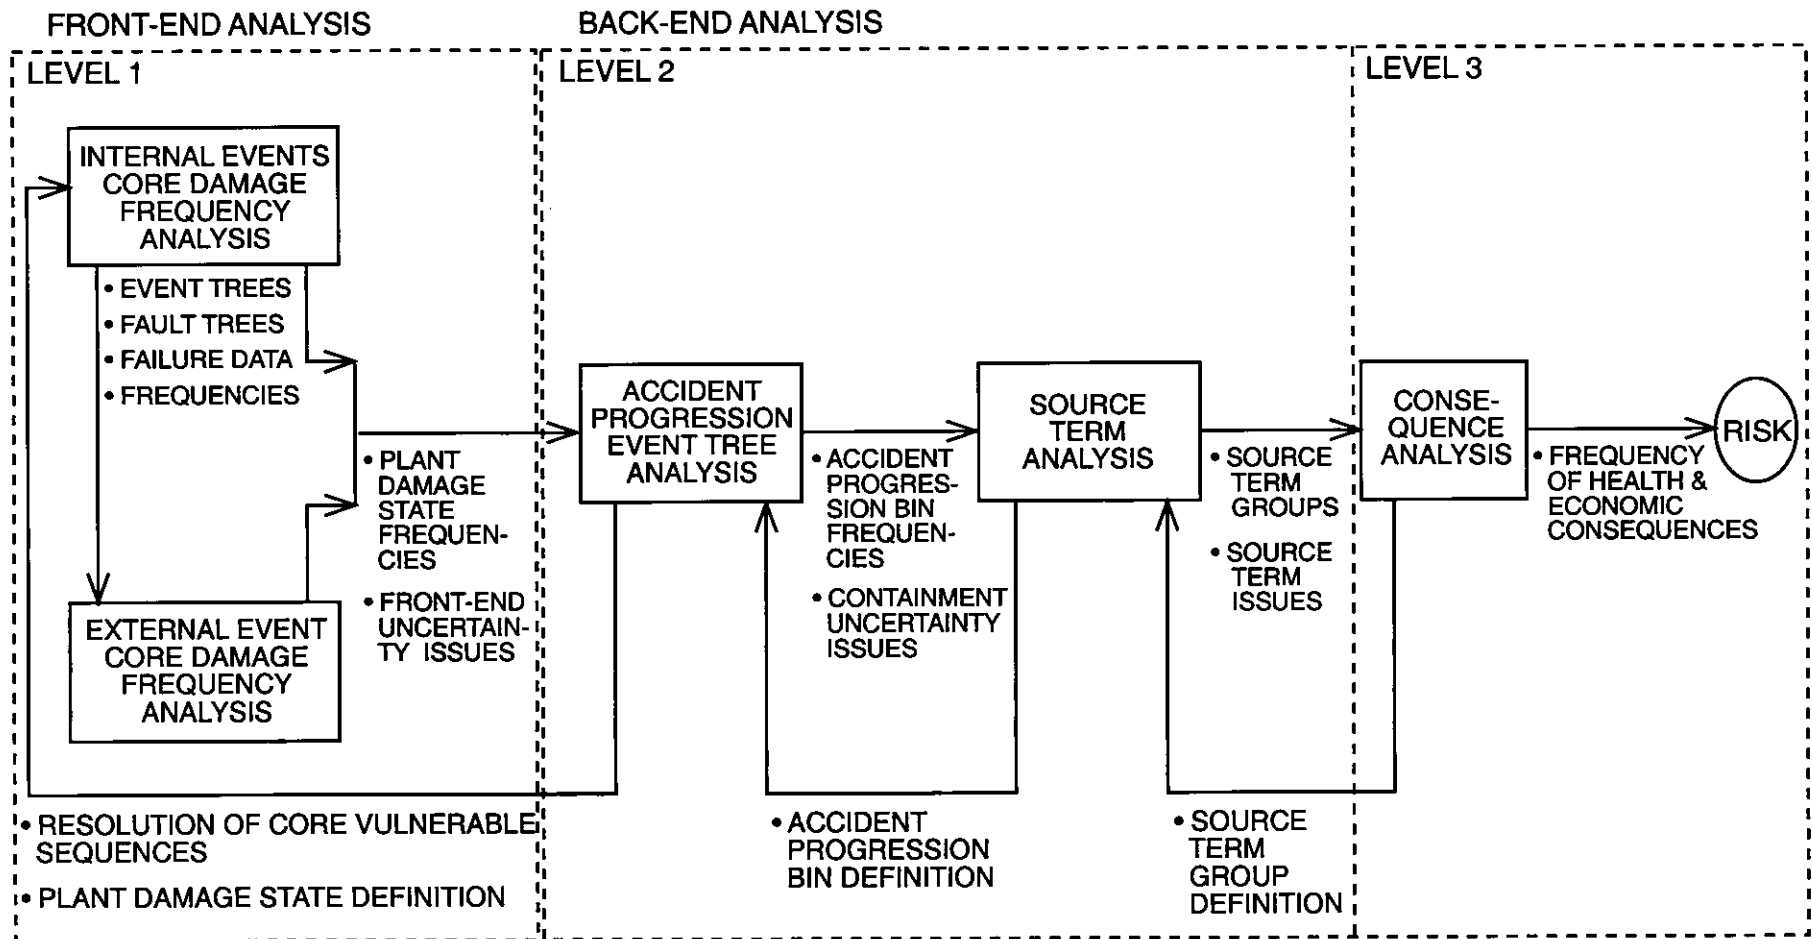 FRONT-END ANALYSIS
BACK-END ANALYSIS
LEVEL 1
LEVEL 2
LEVEL 3
INTERNAL EVENTS
CORE DAMAGE
FREQUENCY
ANALYSIS
• EVENT TREES
• FAULT TREES
• FAILURE DATA
• FREQUENCIES
EXTERNAL EVENT
CORE DAMAGE
FREQUENCY
ANALYSIS
• PLANT
DAMAGE
STATE
FREQUEN-
CIES
• FRONT-END
UNCERTAIN-
TY ISSUES
ACCIDENT
PROGRESSION
EVENT TREE
ANALYSIS
• ACCIDENT
PROGRES-
SION BIN
FREQUEN-
CIES
• CONTAINMENT
UNCERTAINTY
ISSUES
SOURCE
TERM
ANALYSIS
• SOURCE
TERM
GROUPS
• SOURCE
TERM
ISSUES
CONSE-
QUENCE
ANALYSIS
• FREQUENCY
OF HEALTH &
ECONOMIC
CONSEQUENCES
RISK
• RESOLUTION OF CORE VULNERABLE
SEQUENCES
• PLANT DAMAGE STATE DEFINITION
• ACCIDENT
PROGRESSION
BIN DEFINITION
• SOURCE
TERM
GROUP
DEFINITION